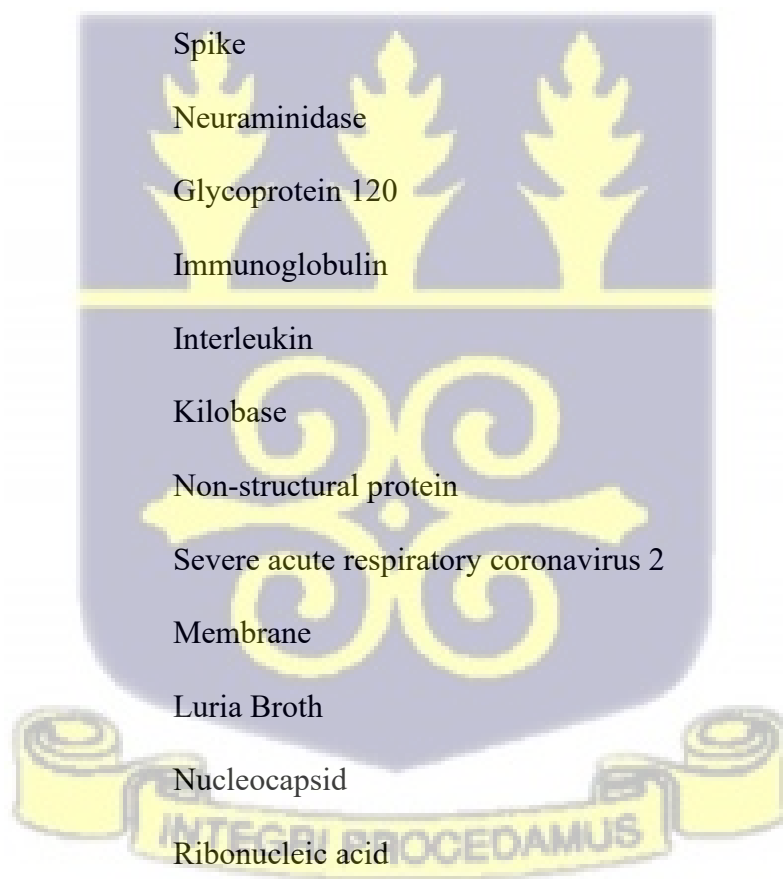 Spike
Neuraminidase
Glycoprotein 120
Immunoglobulin
Interleukin
Kilobase
Non-structural protein
Severe acute respiratory coronavirus 2
Membrane
Luria Broth
Nucleocapsid
INTEGRI PROCEDAMUS
Ribonucleic acid